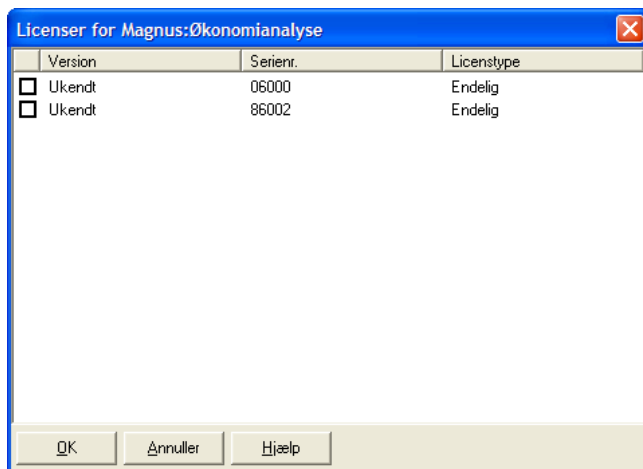 Licenser for Magnus:Økonomianalyse
Version Serienr. Licenstype
Ukendt 06000 Endelig
Ukendt 86002 Endelig
OK Annuller Hjælp